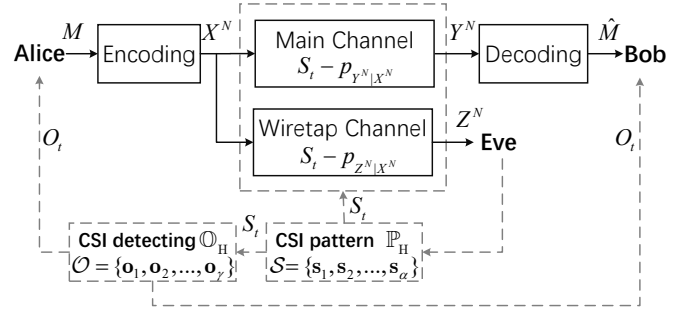 Alice M Encoding X^N Main Channel S_t − p_{Y^N|X^N} Y^N Decoding M̂ Bob
Wiretap Channel S_t − p_{Z^N|X^N} Z^N Eve
O_t
O_t
S_t
S_t
CSI detecting 𝕆_H
𝒪 = {o_1, o_2, ..., o_γ}
CSI pattern ℙ_H
𝒮= {s_1, s_2, ..., s_α}